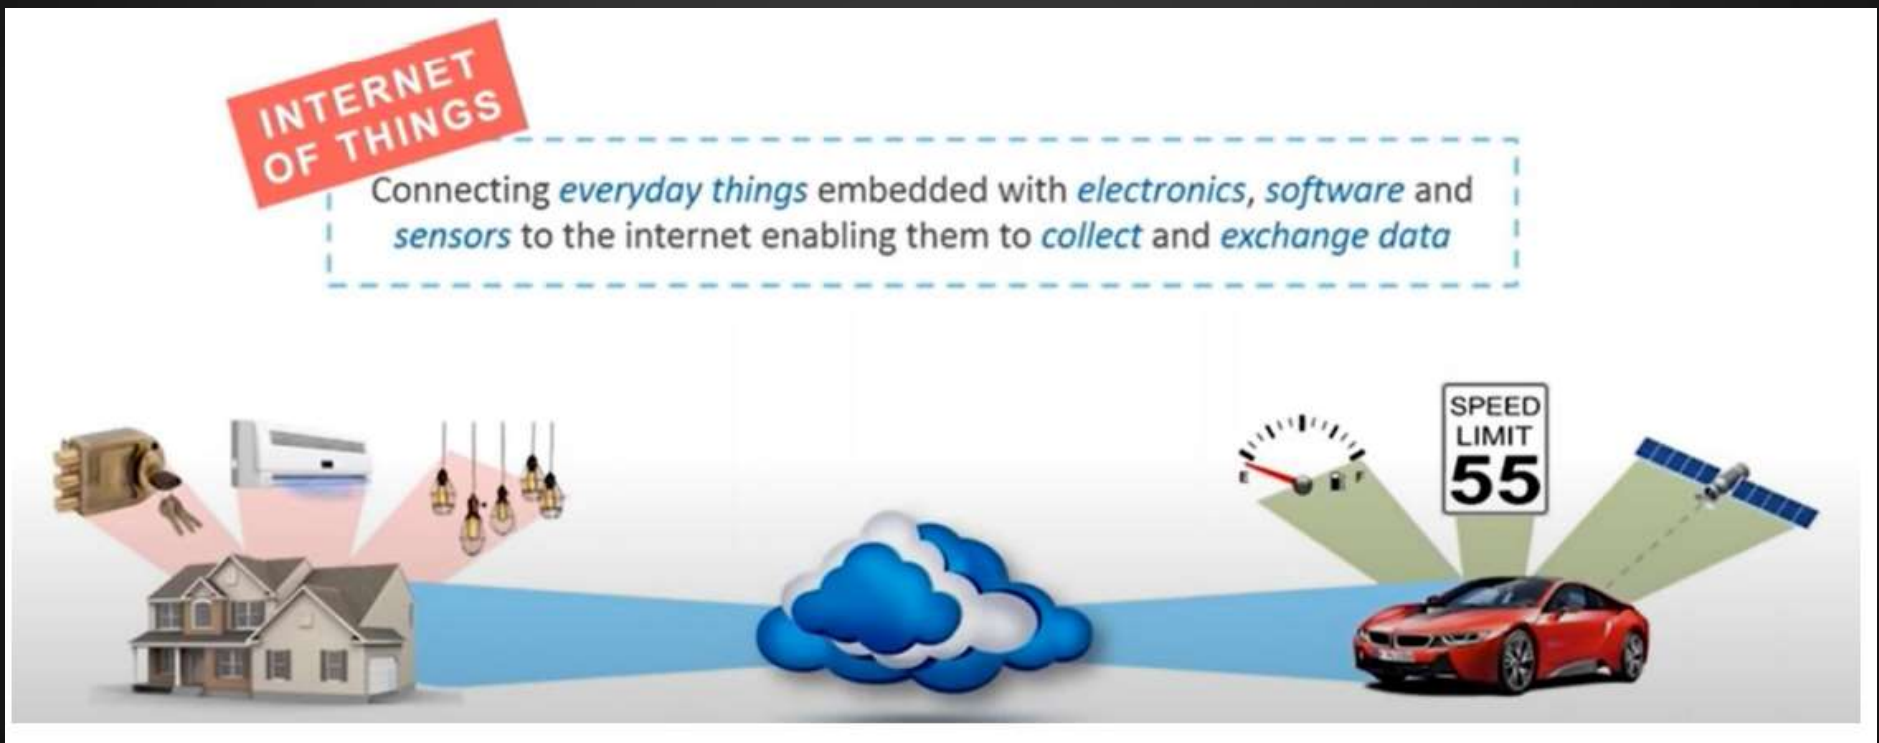 INTERNET
OF THINGS
Connecting everyday things embedded with electronics, software and
sensors to the internet enabling them to collect and exchange data
E
F
SPEED
LIMIT
55